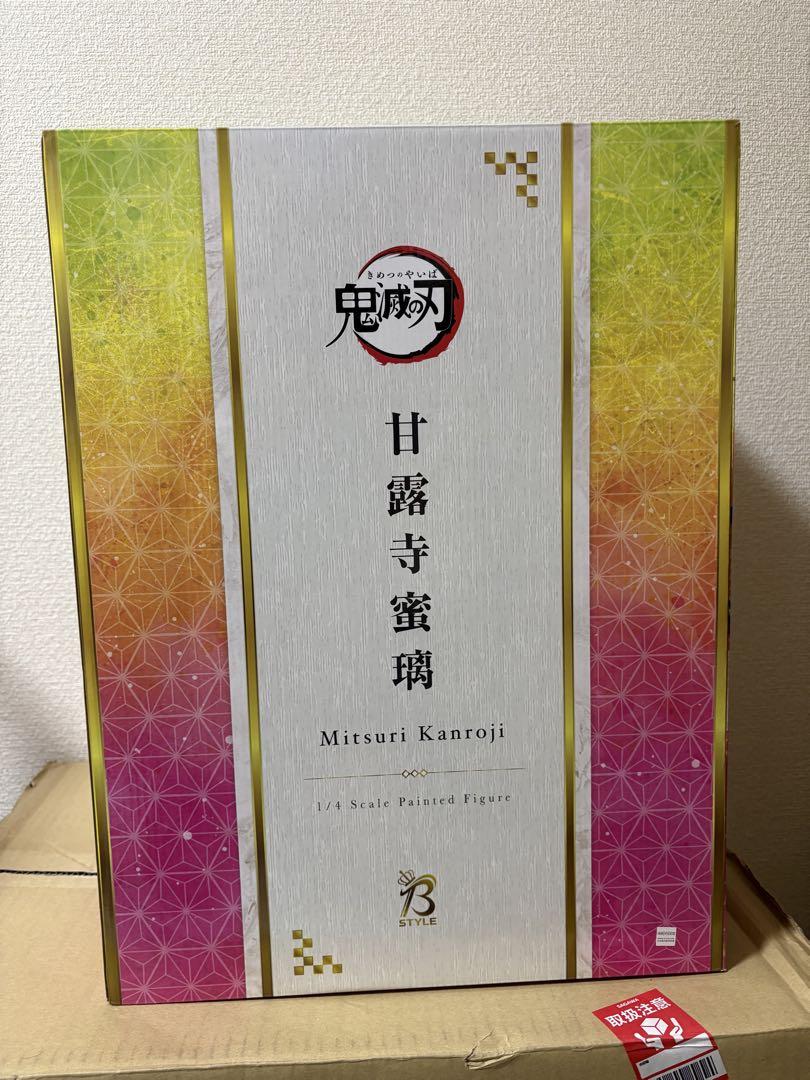 きめつのやいば
鬼滅の刃
甘露寺蜜璃
Mitsuri Kanroji
1/4 Scale Painted Figure
B
STYLE
SAGAWA
取扱注意